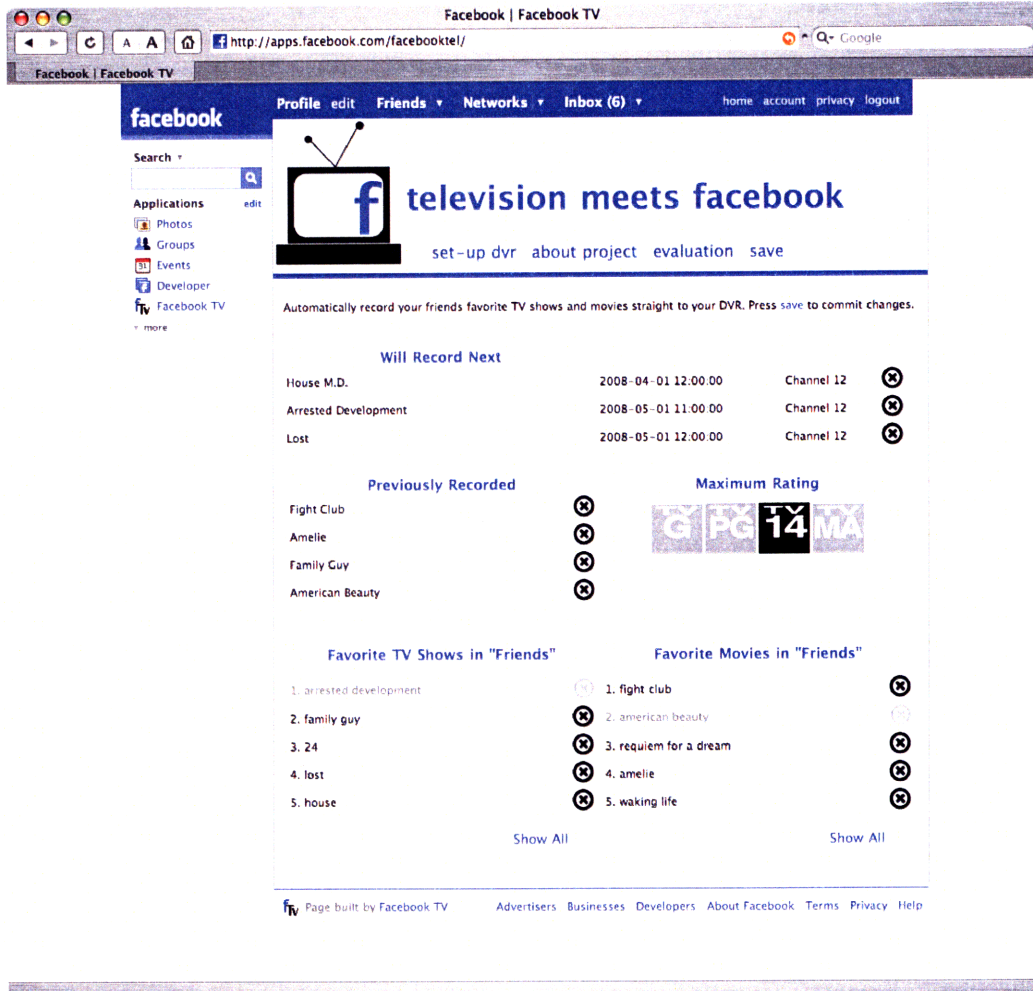 Facebook | Facebook TV
A A http://apps.facebook.com/facebooktel/ Q- Google
Facebook | Facebook TV
facebook
Profile edit Friends Networks Inbox (6) home account privacy logout
Search
Applications edit
Photos
Groups
31 Events
Developer
fTV Facebook TV
more
f television meets facebook
set-up dvr about project evaluation save
Automatically record your friends favorite TV shows and movies straight to your DVR. Press save to commit changes.
Will Record Next
House M.D. 2008-04-01 12:00:00 Channel 12
Arrested Development 2008-05-01 11:00:00 Channel 12
Lost 2008-05-01 12:00:00 Channel 12
Previously Recorded
Fight Club
Amelie
Family Guy
American Beauty
Maximum Rating
TV G TV PG TV 14 TV MA
Favorite TV Shows in "Friends"
1. arrested development
2. family guy
3. 24
4. lost
5. house
Show All
Favorite Movies in "Friends"
1. fight club
2. american beauty
3. requiem for a dream
4. amelie
5. waking life
Show All
fTV Page built by Facebook TV Advertisers Businesses Developers About Facebook Terms Privacy Help